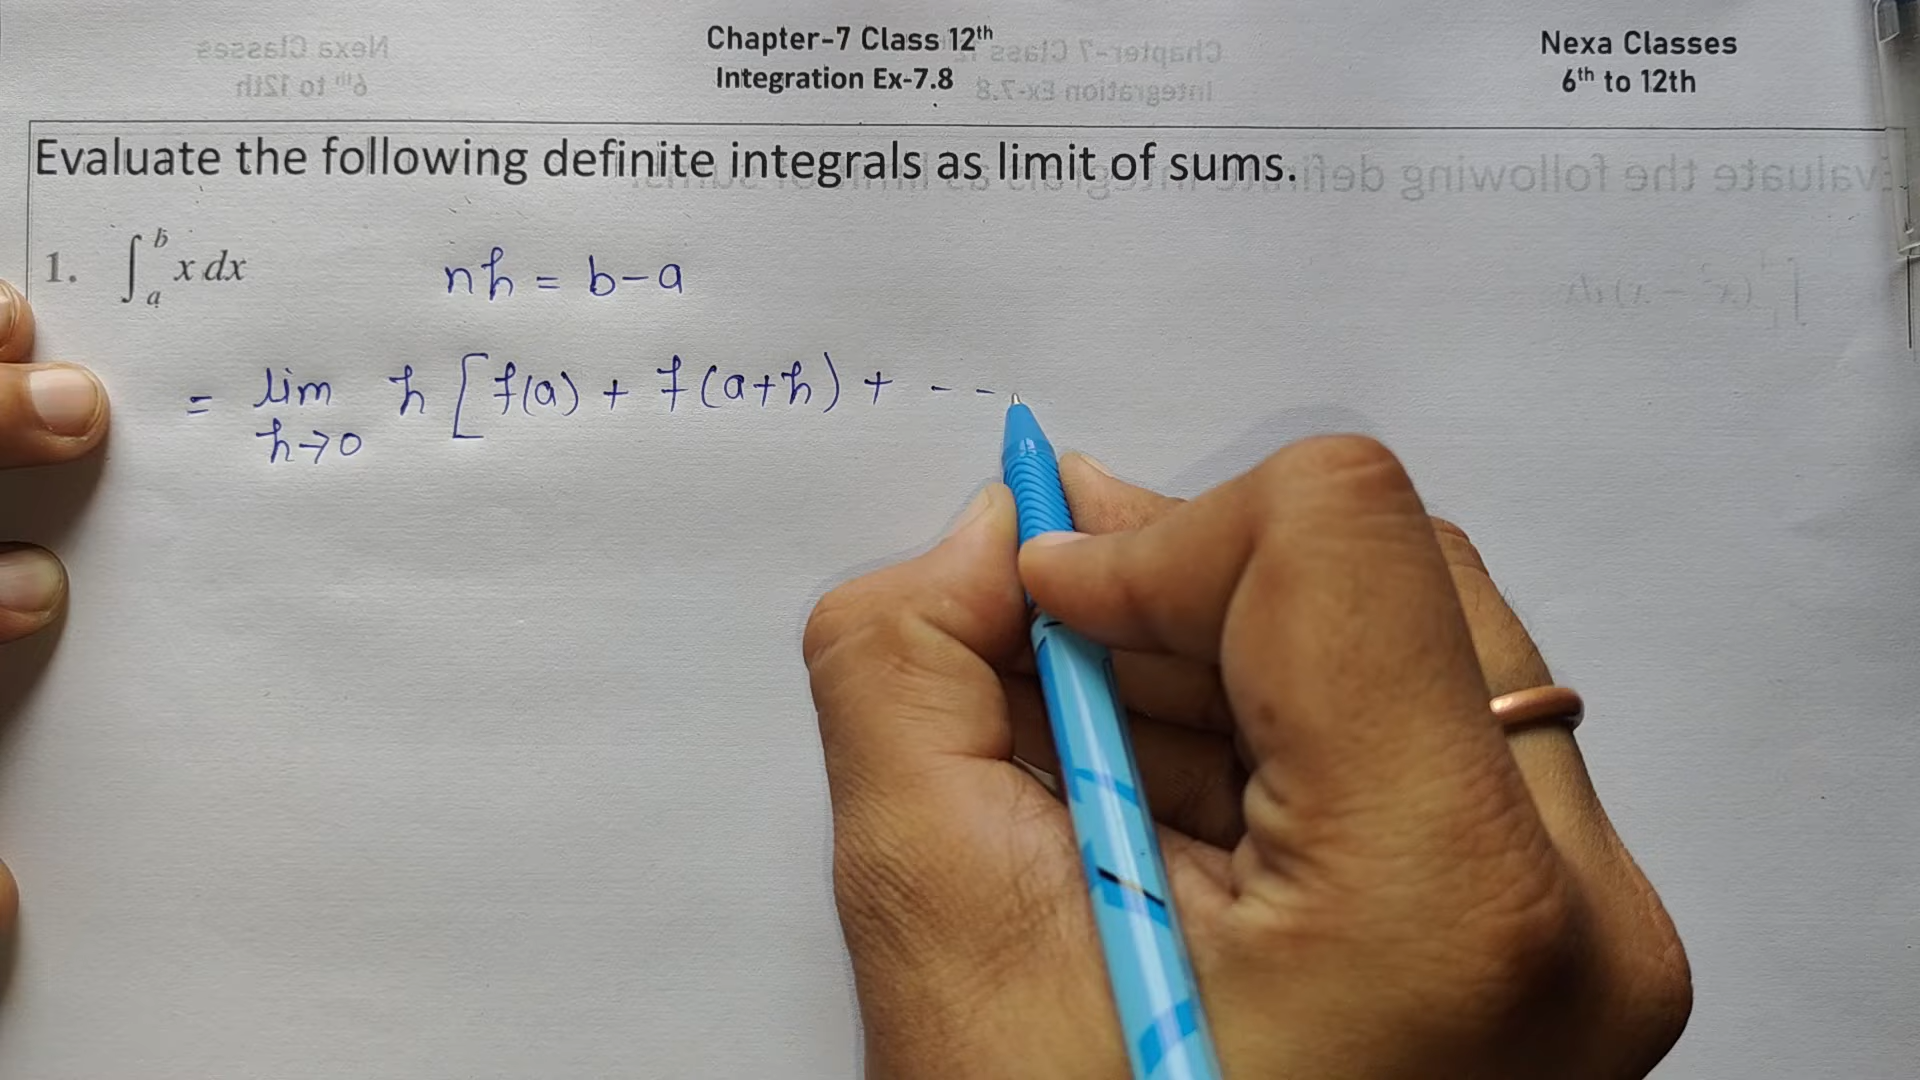 Chapter-7 Class 12th
Integration Ex-7.8
Nexa Classes
6th to 12th
Evaluate the following definite integrals as limit of sums.
1. ∫_a^b x dx
nh = b-a
= lim h→0 h [ f(a) + f(a+h) + - -